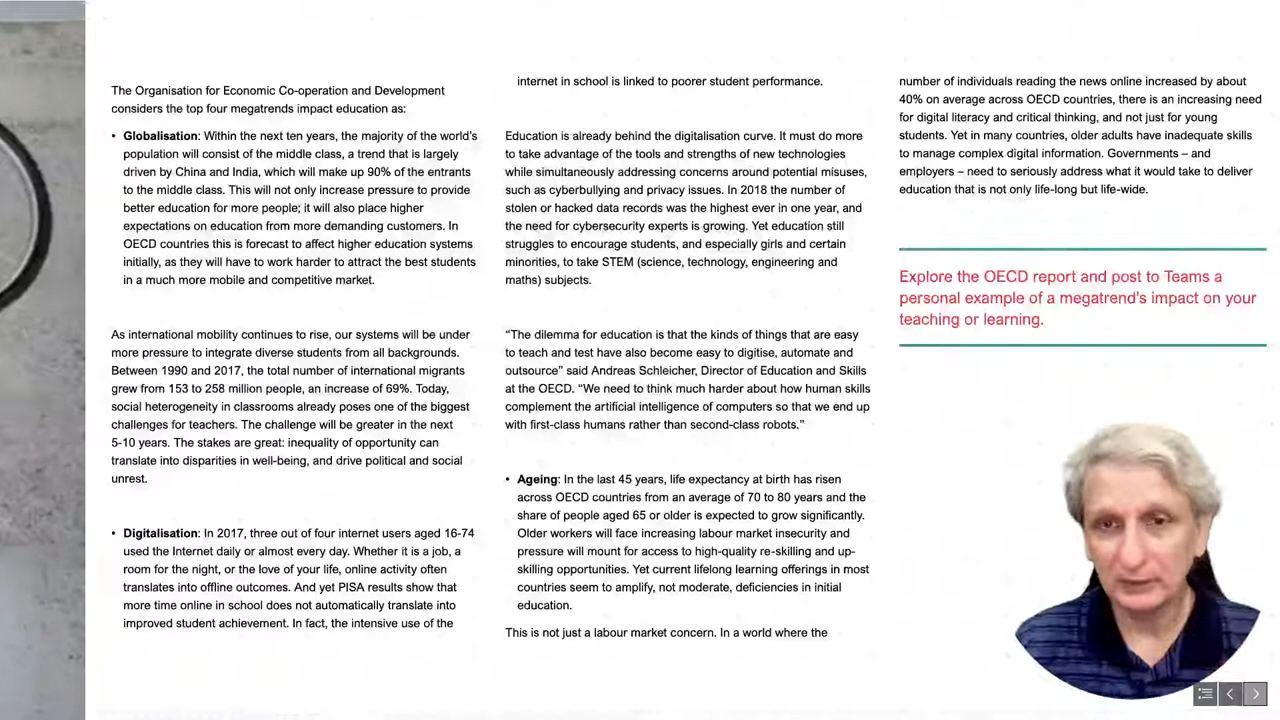 The Organisation for Economic Co-operation and Development
considers the top four megatrends impact education as:
• Globalisation: Within the next ten years, the majority of the world's
population will consist of the middle class, a trend that is largely
driven by China and India, which will make up 90% of the entrants
to the middle class. This will not only increase pressure to provide
better education for more people; it will also place higher
expectations on education from more demanding customers. In
OECD countries this is forecast to affect higher education systems
initially, as they will have to work harder to attract the best students
in a much more mobile and competitive market.
As international mobility continues to rise, our systems will be under
more pressure to integrate diverse students from all backgrounds.
Between 1990 and 2017, the total number of international migrants
grew from 153 to 258 million people, an increase of 69%. Today,
social heterogeneity in classrooms already poses one of the biggest
challenges for teachers. The challenge will be greater in the next
5-10 years. The stakes are great: inequality of opportunity can
translate into disparities in well-being, and drive political and social
unrest.
• Digitalisation: In 2017, three out of four internet users aged 16-74
used the Internet daily or almost every day. Whether it is a job, a
room for the night, or the love of your life, online activity often
translates into offline outcomes. And yet PISA results show that
more time online in school does not automatically translate into
improved student achievement. In fact, the intensive use of the
internet in school is linked to poorer student performance.
Education is already behind the digitalisation curve. It must do more
to take advantage of the tools and strengths of new technologies
while simultaneously addressing concerns around potential misuses,
such as cyberbullying and privacy issues. In 2018 the number of
stolen or hacked data records was the highest ever in one year, and
the need for cybersecurity experts is growing. Yet education still
struggles to encourage students, and especially girls and certain
minorities, to take STEM (science, technology, engineering and
maths) subjects.
“The dilemma for education is that the kinds of things that are easy
to teach and test have also become easy to digitise, automate and
outsource” said Andreas Schleicher, Director of Education and Skills
at the OECD. “We need to think much harder about how human skills
complement the artificial intelligence of computers so that we end up
with first-class humans rather than second-class robots.”
• Ageing: In the last 45 years, life expectancy at birth has risen
across OECD countries from an average of 70 to 80 years and the
share of people aged 65 or older is expected to grow significantly.
Older workers will face increasing labour market insecurity and
pressure will mount for access to high-quality re-skilling and up-
skilling opportunities. Yet current lifelong learning offerings in most
countries seem to amplify, not moderate, deficiencies in initial
education.
This is not just a labour market concern. In a world where the
number of individuals reading the news online increased by about
40% on average across OECD countries, there is an increasing need
for digital literacy and critical thinking, and not just for young
students. Yet in many countries, older adults have inadequate skills
to manage complex digital information. Governments – and
employers – need to seriously address what it would take to deliver
education that is not only life-long but life-wide.
Explore the OECD report and post to Teams a
personal example of a megatrend's impact on your
teaching or learning.